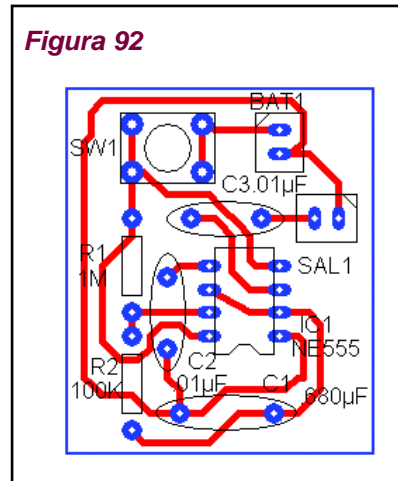 Figura 92
BAT1
SW1
C3.01µF
R1
1M
SAL1
IC1
NE555
R2
100K
C2
.01µF
C1
.680µF